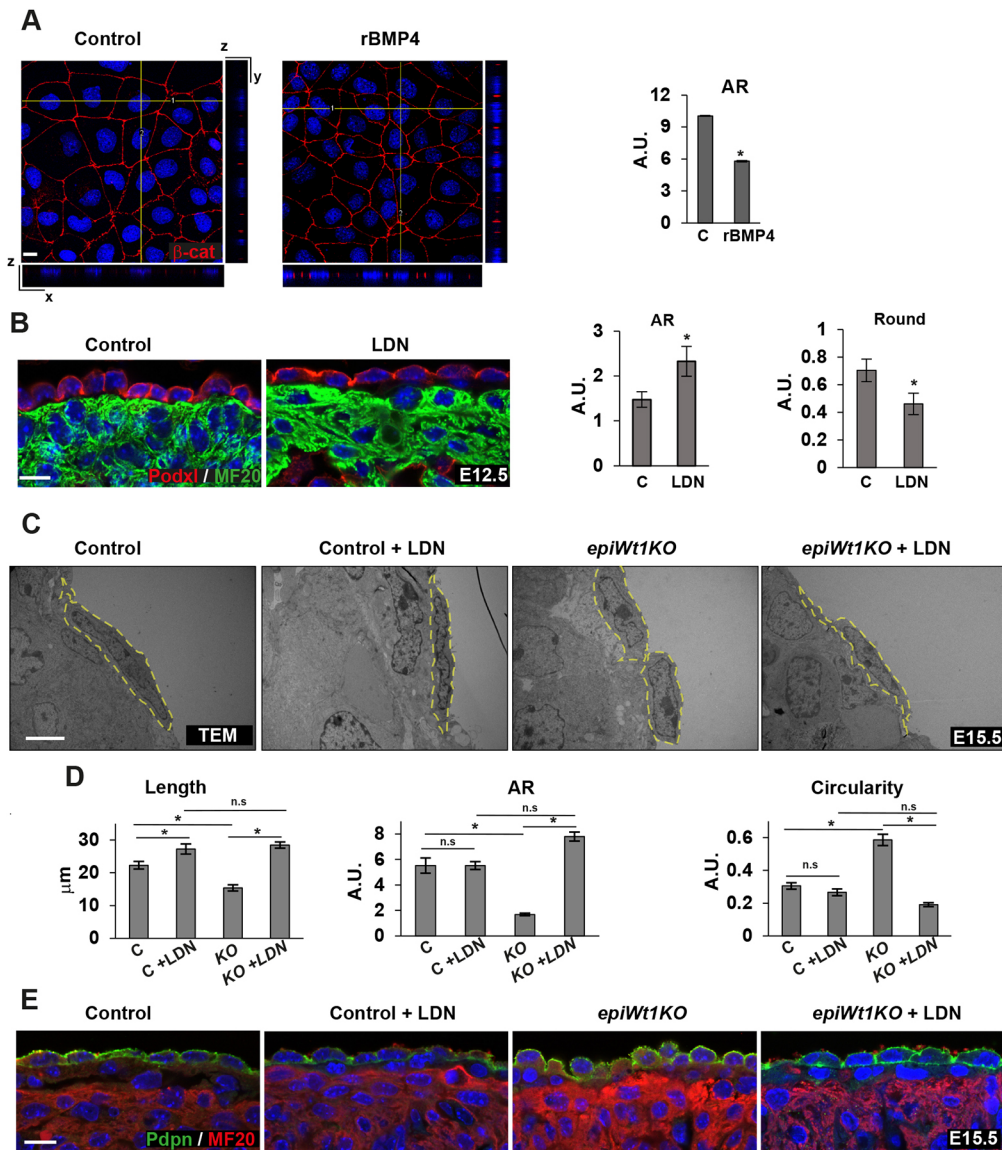 A
Control
rBMP4
z
y
1
2
β-cat
z
x
1
2
AR
A.U.
12
9
6
3
0
*
C rBMP4
B
Control
LDN
Podxl / MF20
E12.5
AR
A.U.
3
2
1
0
*
C LDN
Round
A.U.
1
0.8
0.6
0.4
0.2
0
*
C LDN
C
Control
Control + LDN
epiWt1KO
epiWt1KO + LDN
TEM
E15.5
D
Length
n.s
*
* *
μm
30
20
10
0
C C +LDN KO KO +LDN
AR
n.s
* *
n.s
A.U.
8
6
4
2
0
C C +LDN KO KO +LDN
Circularity
n.s
* *
n.s
A.U.
0.6
0.4
0.2
0
C C +LDN KO KO +LDN
E
Control
Control + LDN
epiWt1KO
epiWt1KO + LDN
Pdpn / MF20
E15.5